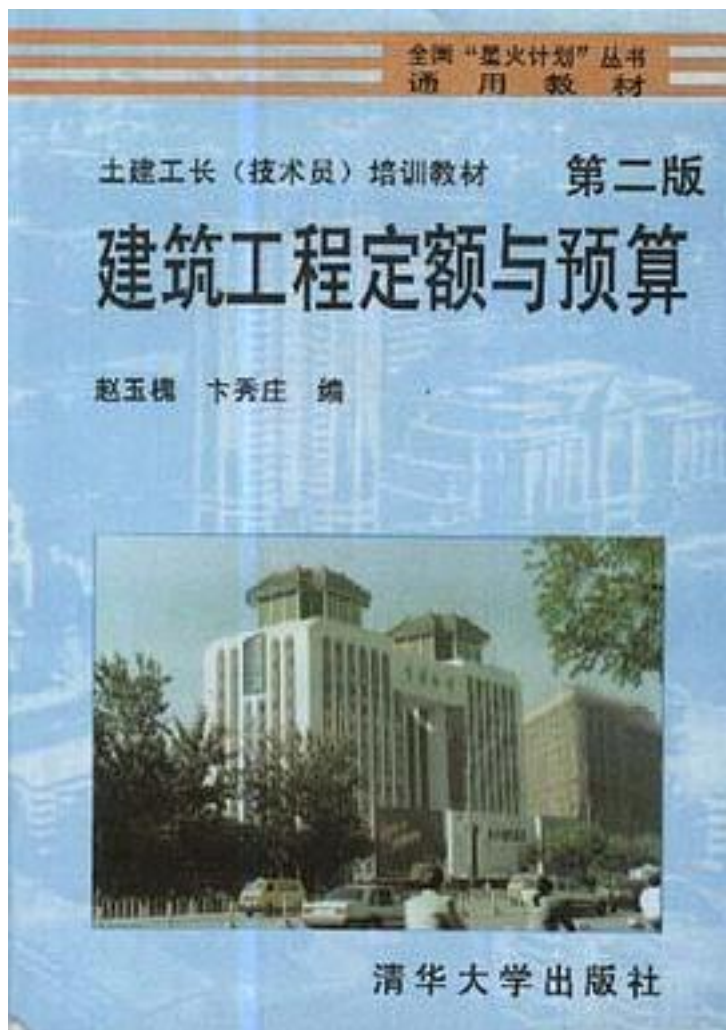 全国“星火计划”丛书
通用教材
土建工长（技术员）培训教材 第二版
建筑工程定额与预算
赵玉槐 卞秀庄 编
清华大学出版社